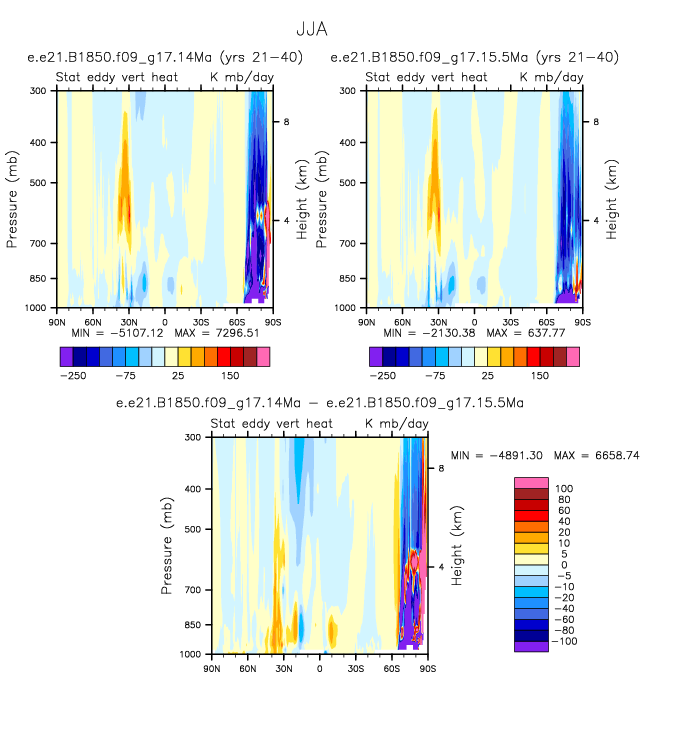 JJA
e.e21.B1850.f09_g17.14Ma (yrs 21-40)
e.e21.B1850.f09_g17.15.5Ma (yrs 21-40)
Stat eddy vert heat K mb/day
Stat eddy vert heat K mb/day
300
400
500
700
850
1000
Pressure (mb)
8
4
Height (km)
90N 60N 30N 0 30S 60S 90S
MIN = -5107.12 MAX = 7296.51
-250 -75 25 150
300
400
500
700
850
1000
Pressure (mb)
8
4
Height (km)
90N 60N 30N 0 30S 60S 90S
MIN = -2130.38 MAX = 637.77
-250 -75 25 150
e.e21.B1850.f09_g17.14Ma - e.e21.B1850.f09_g17.15.5Ma
Stat eddy vert heat K mb/day
300
400
500
700
850
1000
Pressure (mb)
8
4
Height (km)
90N 60N 30N 0 30S 60S 90S
MIN = -4891.30 MAX = 6658.74
100
80
60
40
20
10
5
0
-5
-10
-20
-40
-60
-80
-100